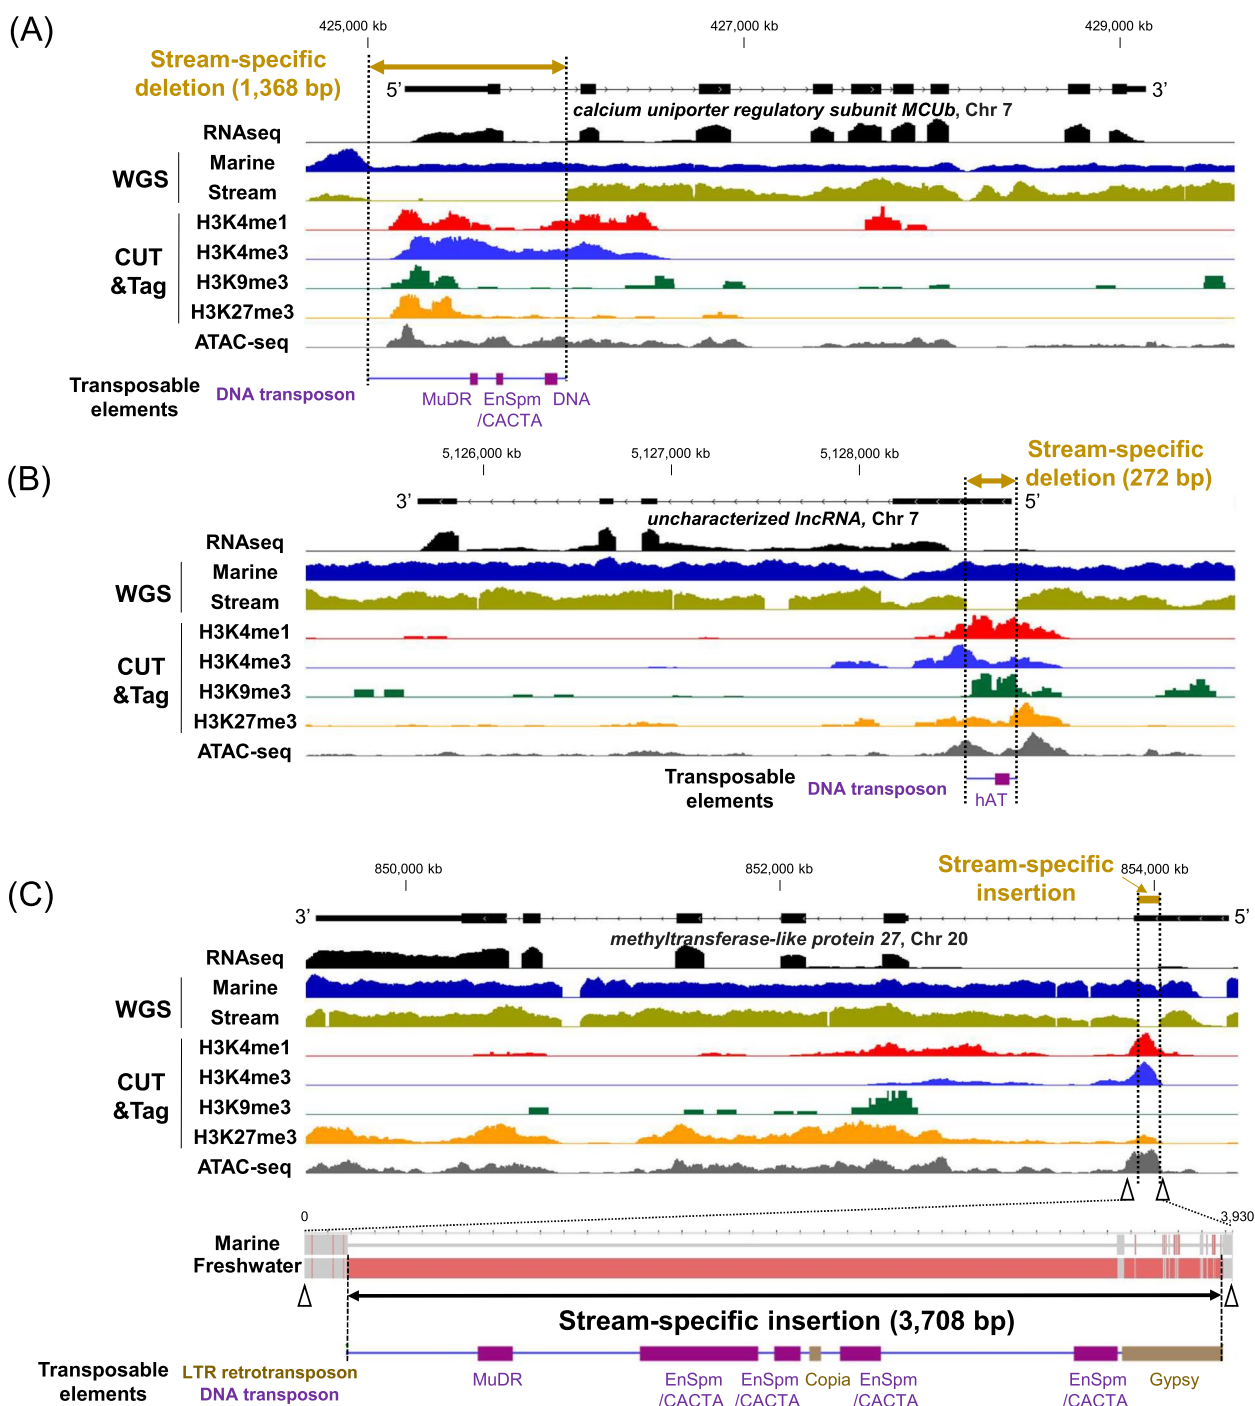 (A)
425,000 kb 427,000 kb 429,000 kb
Stream-specific
deletion (1,368 bp)
5’ 3’
calcium uniporter regulatory subunit MCUb, Chr 7
RNAseq
WGS
Marine
Stream
CUT
&Tag
H3K4me1
H3K4me3
H3K9me3
H3K27me3
ATAC-seq
Transposable
elements
DNA transposon
MuDR EnSpm
/CACTA DNA
(B)
5,126,000 kb 5,127,000 kb 5,128,000 kb
Stream-specific
deletion (272 bp)
3’ 5’
uncharacterized lncRNA, Chr 7
RNAseq
WGS
Marine
Stream
CUT
&Tag
H3K4me1
H3K4me3
H3K9me3
H3K27me3
ATAC-seq
Transposable
elements
DNA transposon
hAT
(C)
850,000 kb 852,000 kb 854,000 kb
Stream-specific
insertion
3’ 5’
methyltransferase-like protein 27, Chr 20
RNAseq
WGS
Marine
Stream
CUT
&Tag
H3K4me1
H3K4me3
H3K9me3
H3K27me3
ATAC-seq
0 3,930
Marine
Freshwater
Stream-specific insertion (3,708 bp)
Transposable
elements
LTR retrotransposon
DNA transposon
MuDR EnSpm EnSpm Copia EnSpm EnSpm Gypsy
/CACTA /CACTA /CACTA /CACTA